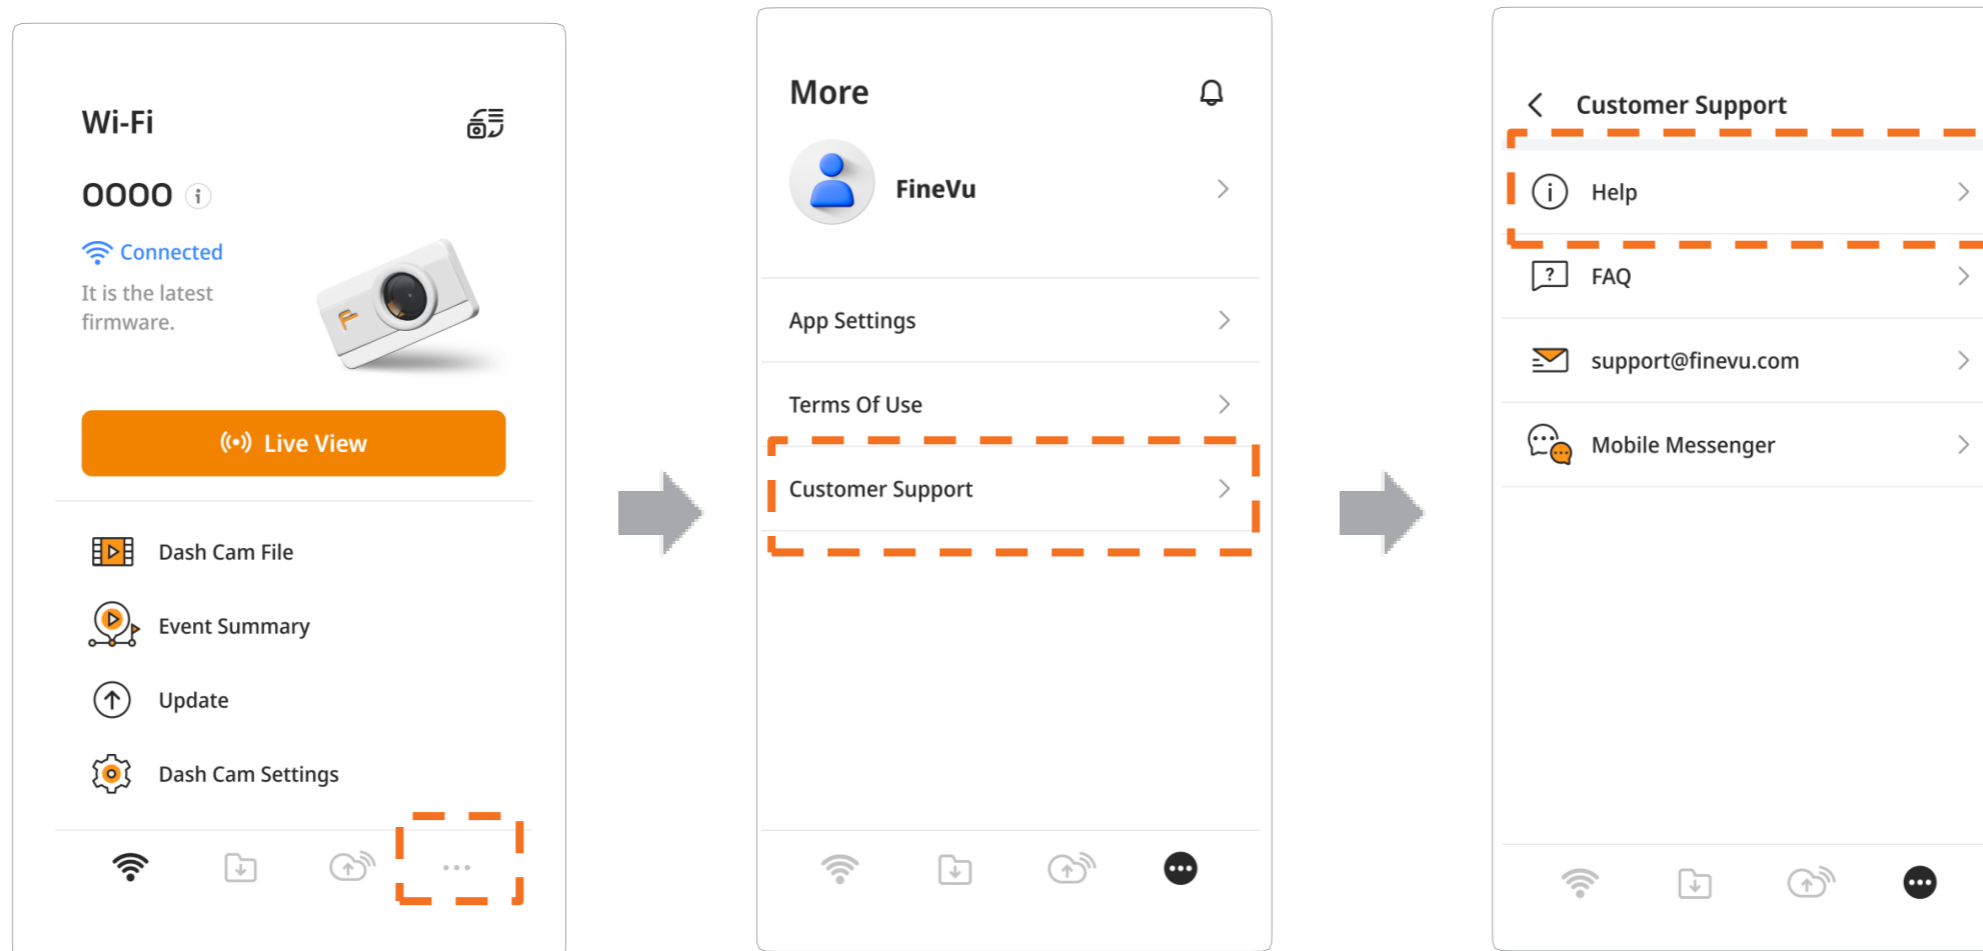 Wi-Fi
0000
Connected
It is the latest
firmware.
Live View
Dash Cam File
Event Summary
Update
Dash Cam Settings
More
FineVu
App Settings
Terms Of Use
Customer Support
Customer Support
Help
FAQ
support@finevu.com
Mobile Messenger